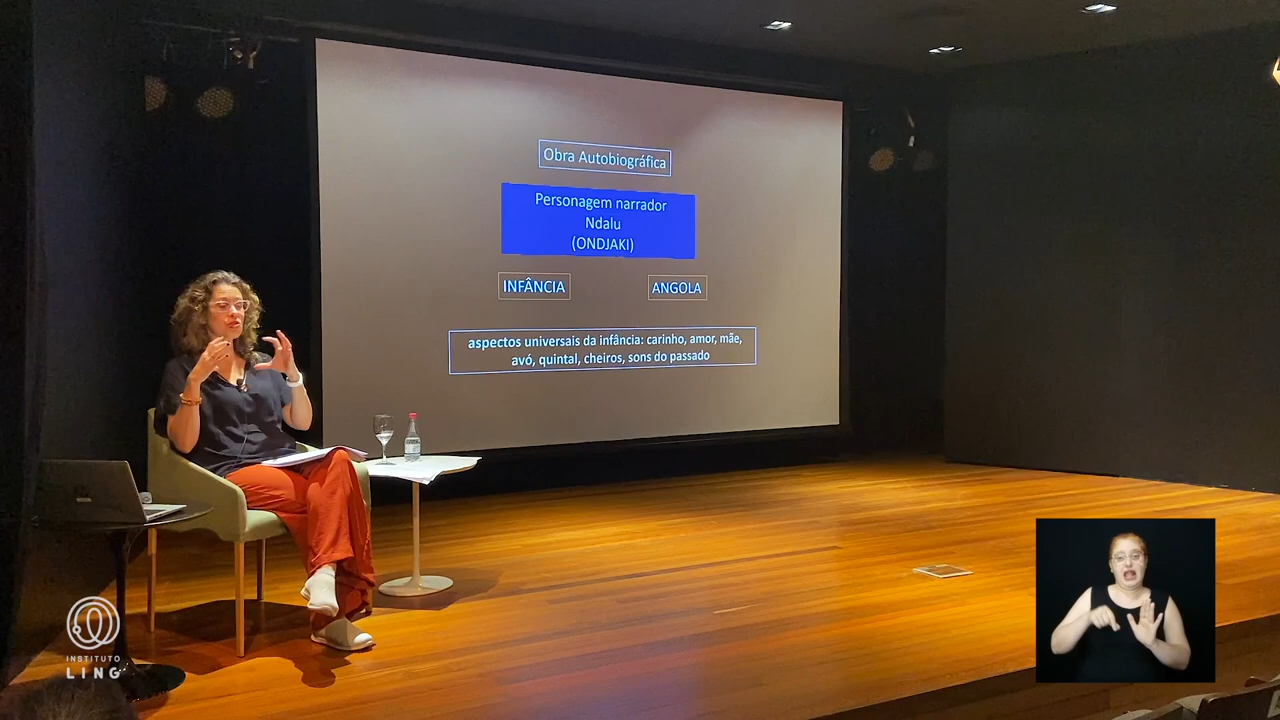 Obra Autobiográfica
Personagem narrador
Ndalu
(ONDJAKI)
INFÂNCIA
ANGOLA
aspectos universais da infância: carinho, amor, mãe,
avó, quintal, cheiros, sons do passado
INSTITUTO
LING